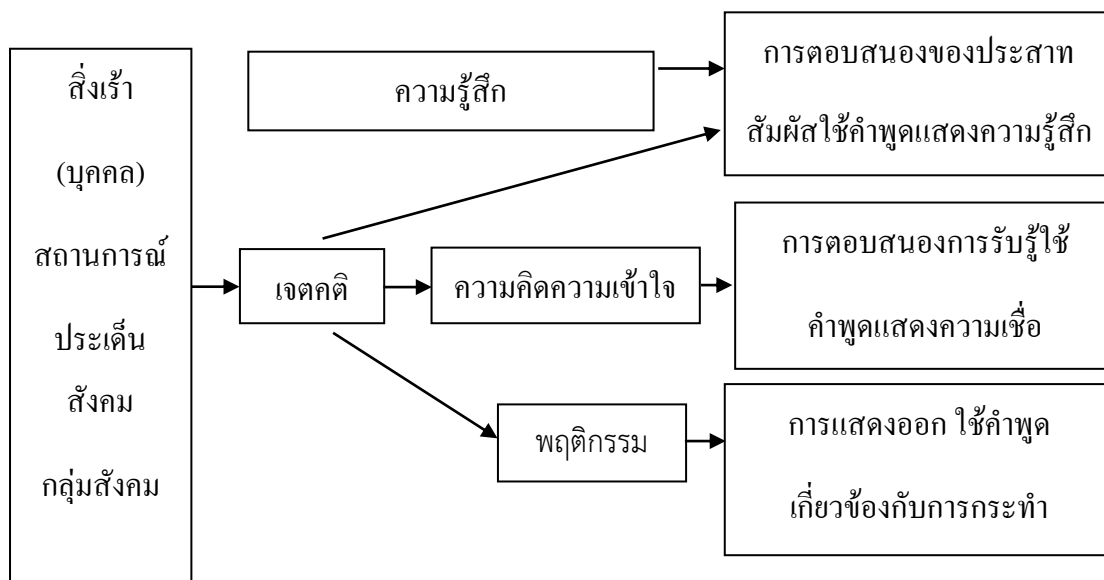 สิ่งเร้า
(บุคคล)
สถานการณ์
ประเด็น
สังคม
กลุ่มสังคม
เจตคติ
ความรู้สึก
การตอบสนองของประสาท
สัมผัสใช้คำพูดแสดงความรู้สึก
ความคิดความเข้าใจ
การตอบสนองการรับรู้ใช้
คำพูดแสดงความเชื่อ
พฤติกรรม
การแสดงออก ใช้คำพูด
เกี่ยวข้องกับการกระทำ